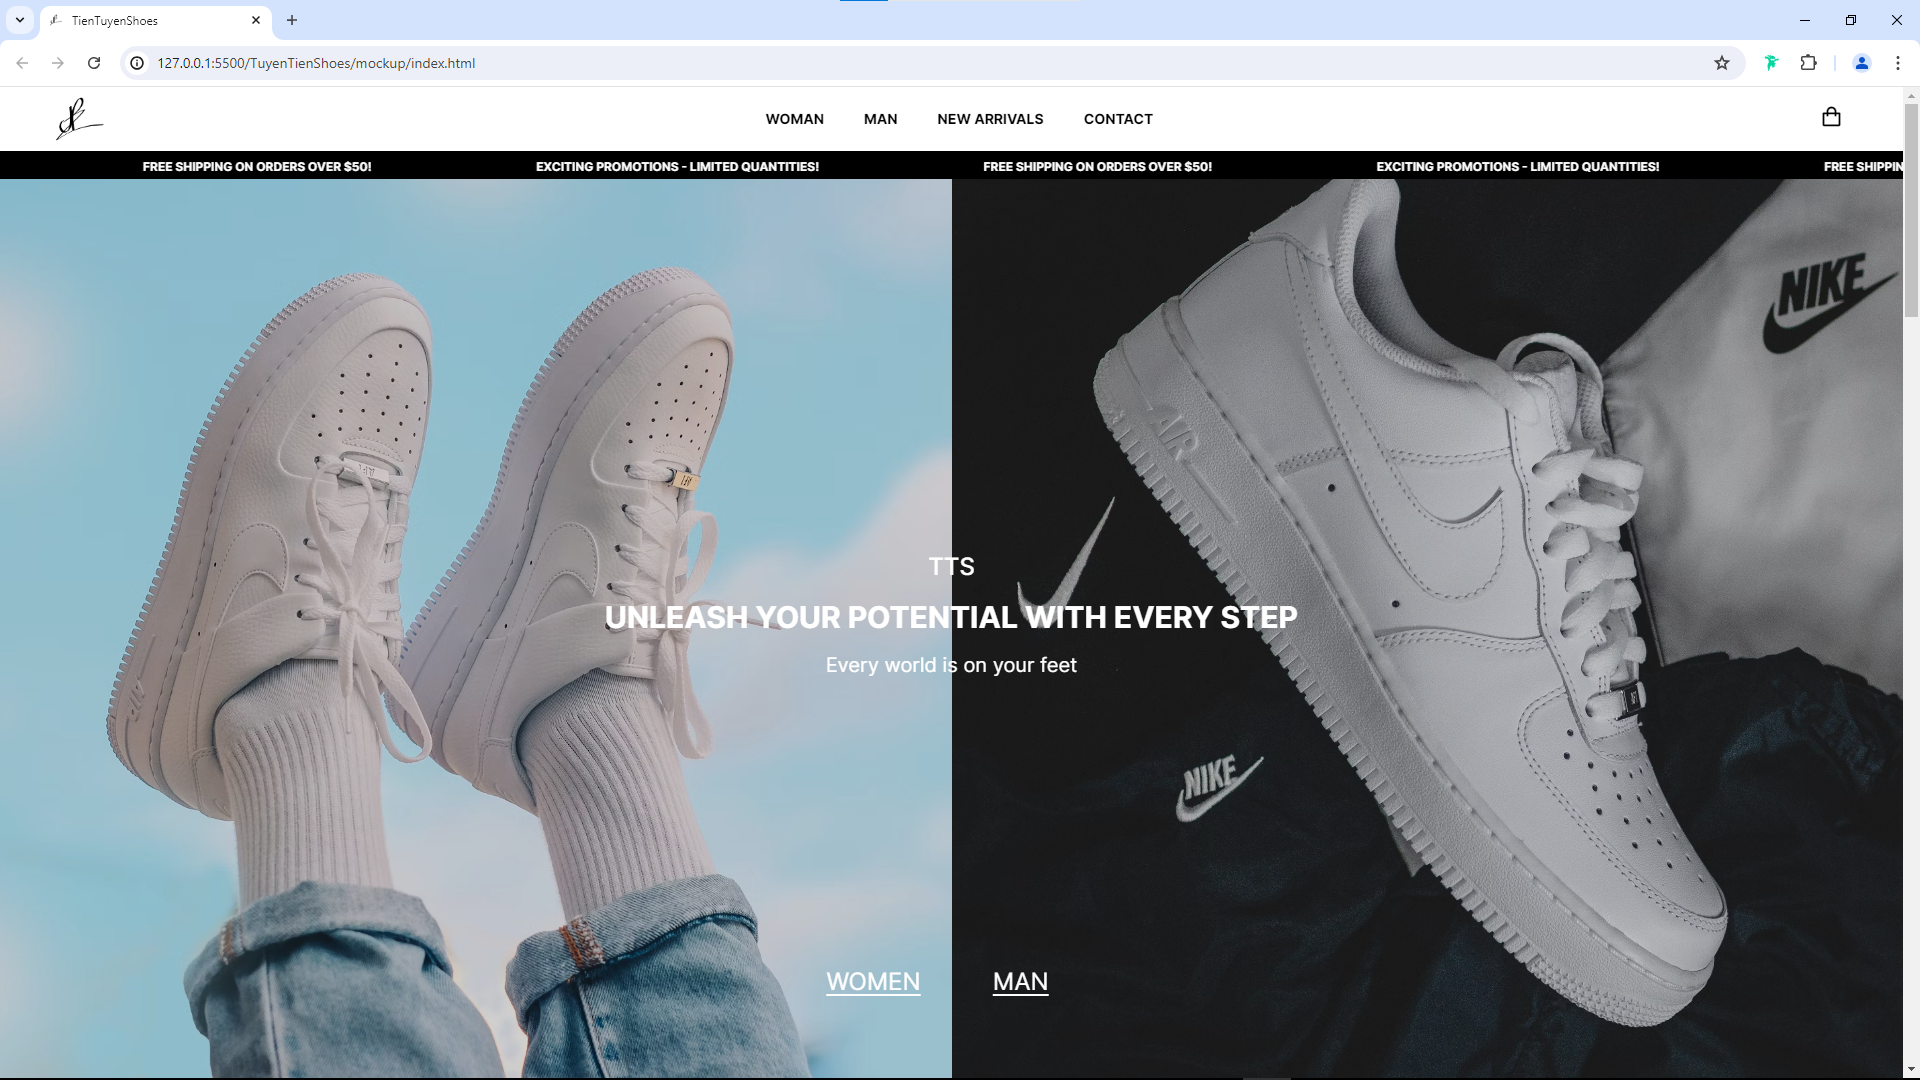 TienTuyenShoes
127.0.0.1:5500/TuyenTienShoes/mockup/index.html
WOMAN MAN NEW ARRIVALS CONTACT
FREE SHIPPING ON ORDERS OVER $50! EXCITING PROMOTIONS - LIMITED QUANTITIES! FREE SHIPPING ON ORDERS OVER $50! EXCITING PROMOTIONS - LIMITED QUANTITIES! FREE SHIPPIN
NIKE
AIR
TTS
UNLEASH YOUR POTENTIAL WITH EVERY STEP
Every world is on your feet
NIKE
WOMEN MAN